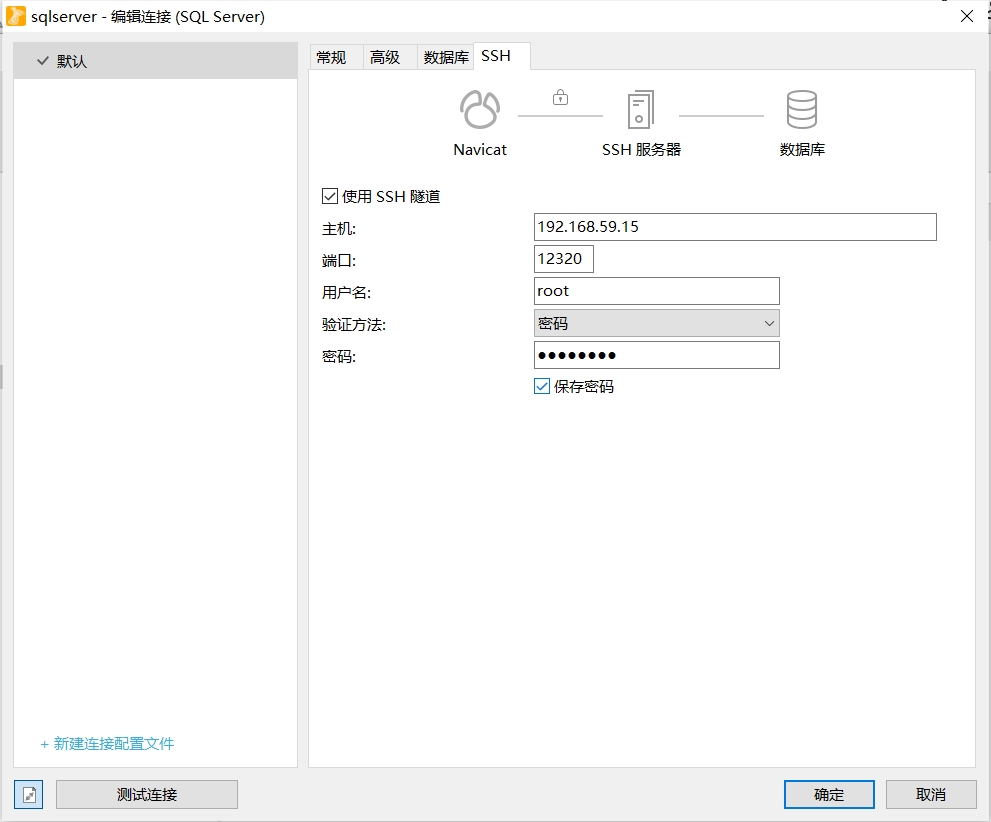 sqlserver - 编辑连接 (SQL Server)
默认
常规 高级 数据库 SSH
Navicat SSH 服务器 数据库
使用 SSH 隧道
主机: 192.168.59.15
端口: 12320
用户名: root
验证方法: 密码
密码: ●●●●●●●●
保存密码
+ 新建连接配置文件
测试连接 确定 取消